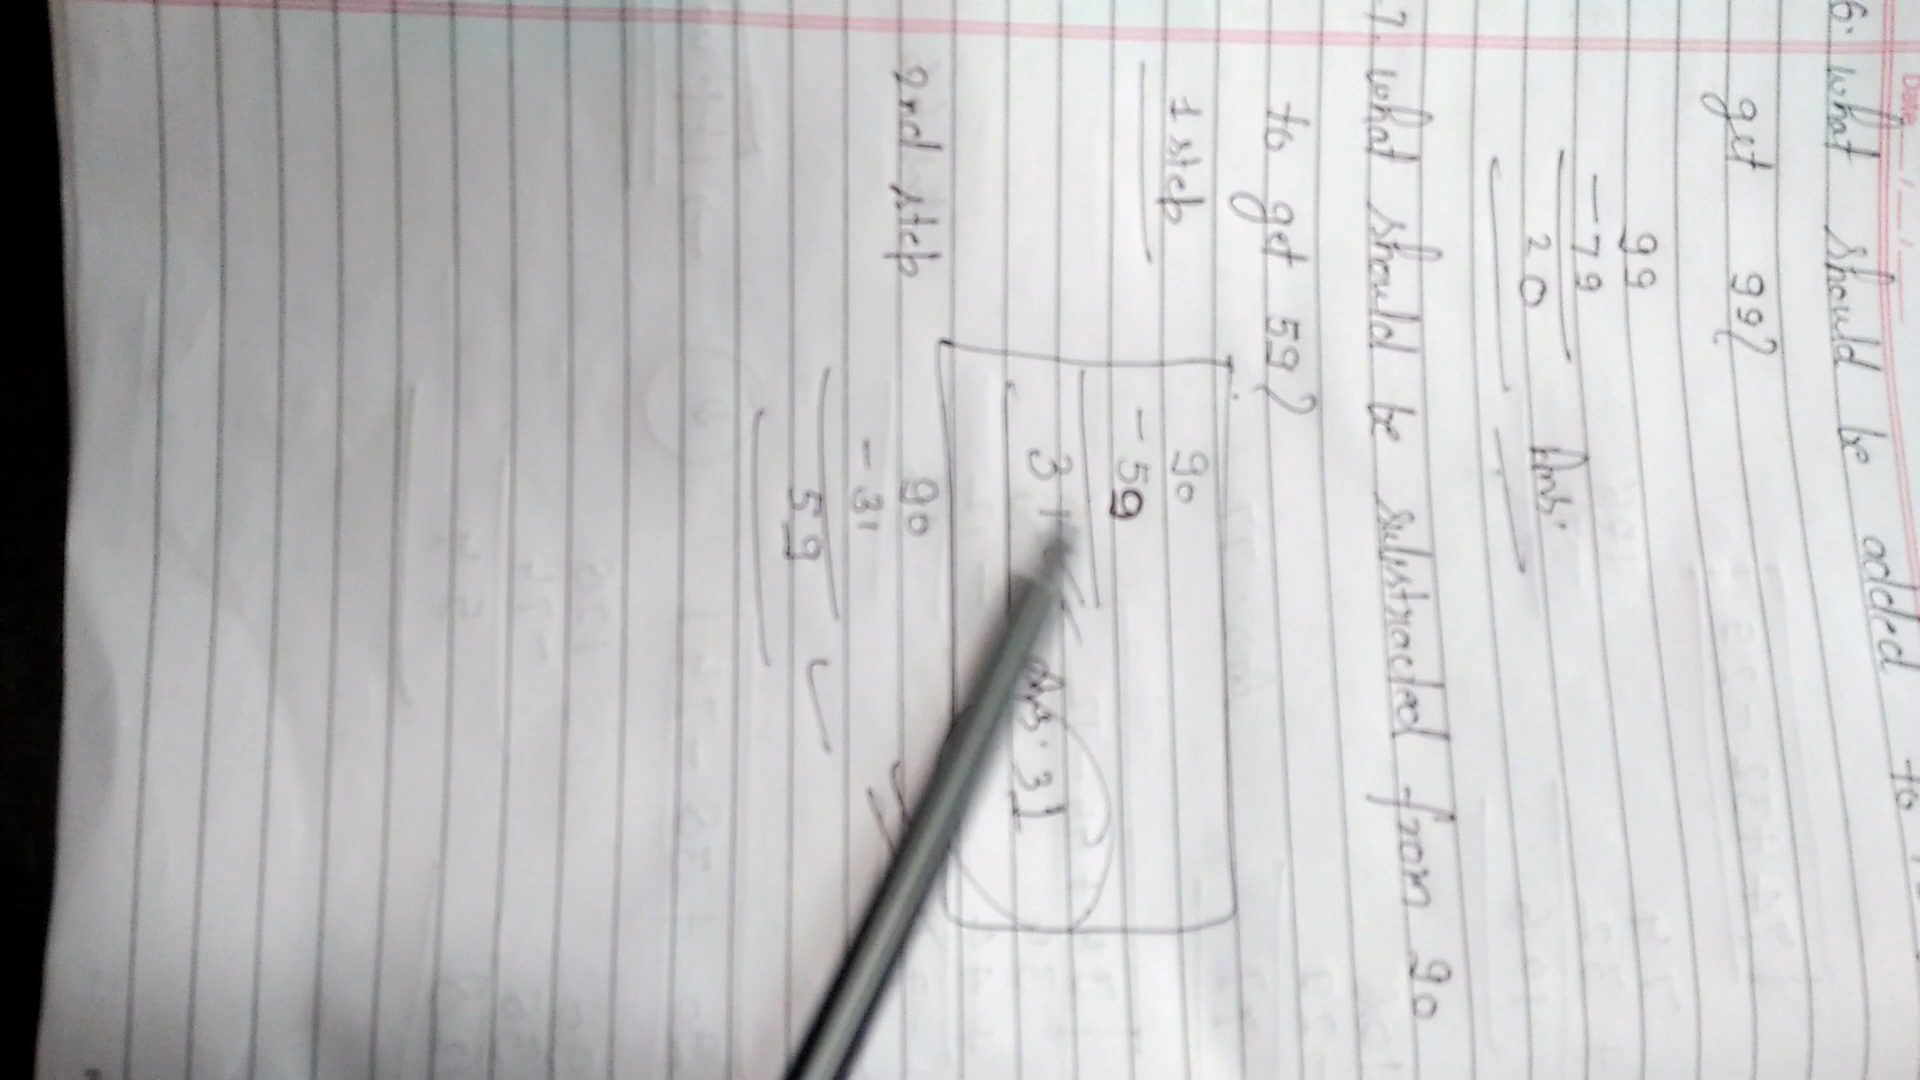 Date
6. what should be added to
get 99?
99
- 79
20 Ans.
7. what should be substracted from 90
to get 59?
1 step
90
- 59
31 Ans. 31
2nd step
90
- 31
59